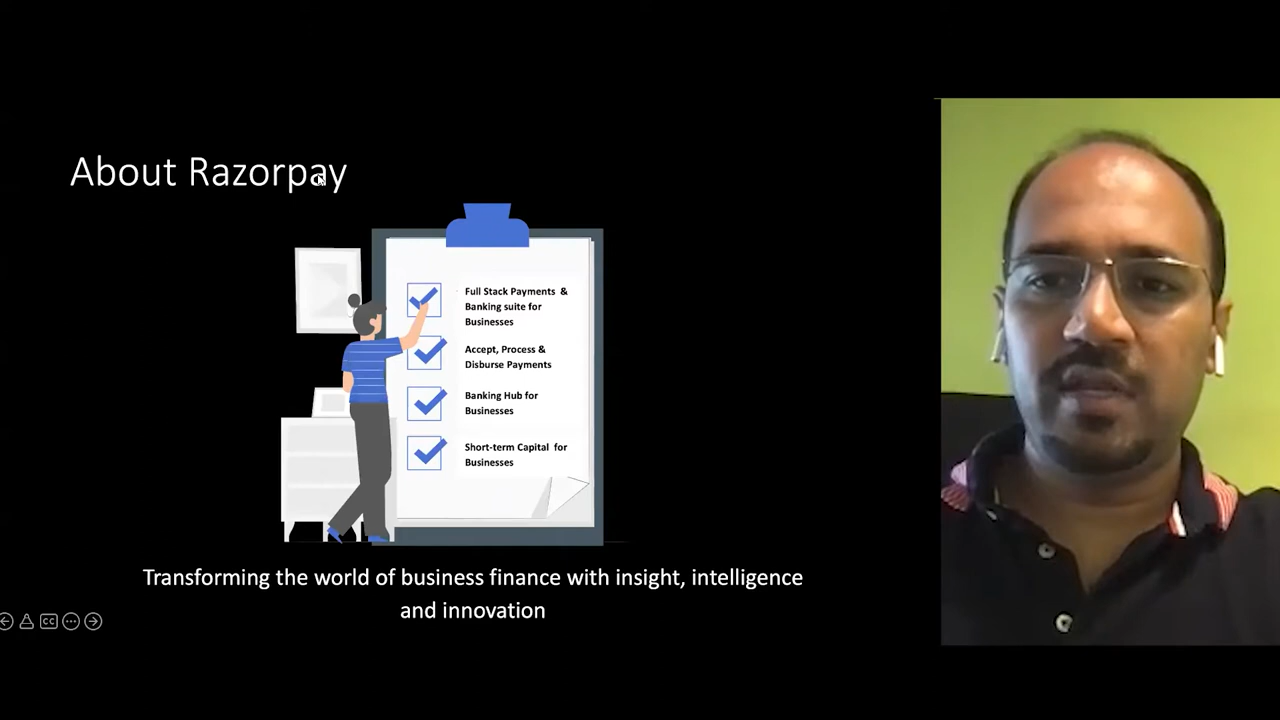 About Razorpay
Full Stack Payments &
Banking suite for
Businesses
Accept, Process &
Disburse Payments
Banking Hub for
Businesses
Short-term Capital for
Businesses
Transforming the world of business finance with insight, intelligence
and innovation
CC